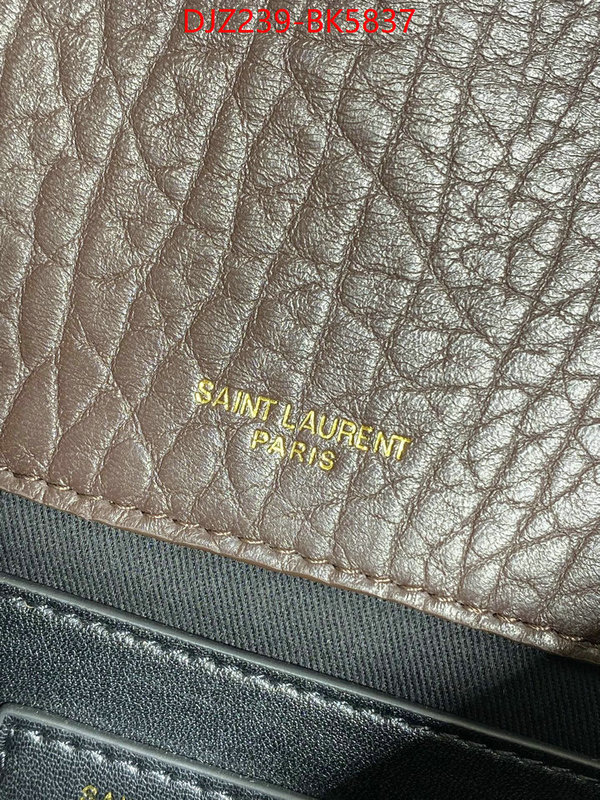 DJZ239-BK5837
SAINT LAURENT
PARIS